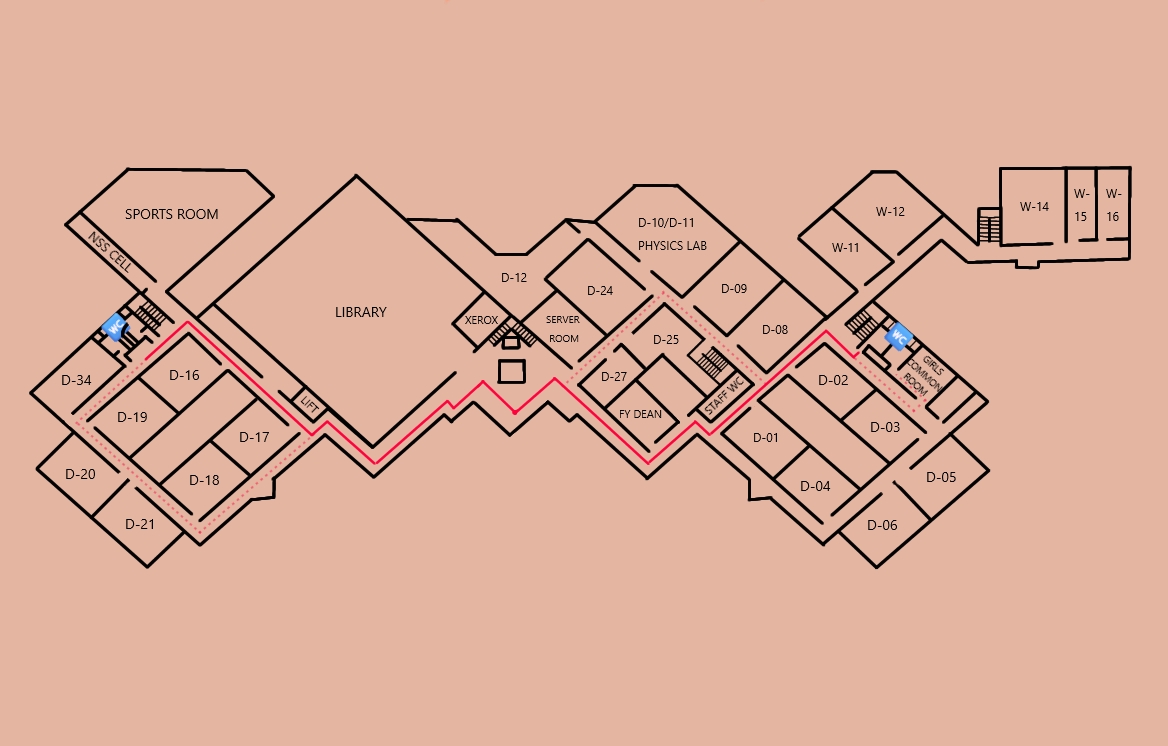 SPORTS ROOM
NSS CELL
WC
D-34
D-16
D-19
D-17
D-18
D-20
D-21
LIBRARY
LIFT
XEROX
D-12
SERVER
ROOM
D-24
D-10/D-11
PHYSICS LAB
D-09
D-08
D-25
D-27
FY DEAN
STAFF WC
W-11
W-12
W-14
W-
15
W-
16
WC
GIRLS
COMMON
ROOM
D-02
D-03
D-01
D-04
D-05
D-06